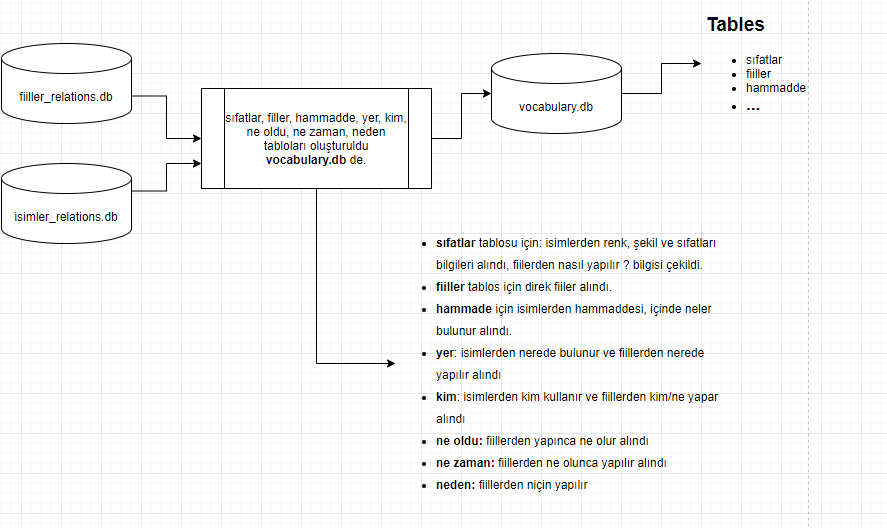 Tables
sıfatlar
fiiller
hammadde
...
fiiller_relations.db
isimler_relations.db
sıfatlar, filler, hammadde, yer, kim,
ne oldu, ne zaman, neden
tabloları oluşturuldu
vocabulary.db de.
vocabulary.db
sıfatlar tablosu için: isimlerden renk, şekil ve sıfatları
bilgileri alındı, fiilerden nasıl yapılır ? bilgisi çekildi.
fiiller tablos için direk fiiler alındı.
hammade için isimlerden hammaddesi, içinde neler
bulunur alındı.
yer: isimlerden nerede bulunur ve fiillerden nerede
yapılır alındı
kim: isimlerden kim kullanır ve fiillerden kim/ne yapar
alındı
ne oldu: fiillerden yapınca ne olur alındı
ne zaman: fiillerden ne olunca yapılır alındı
neden: fiillerden niçin yapılır